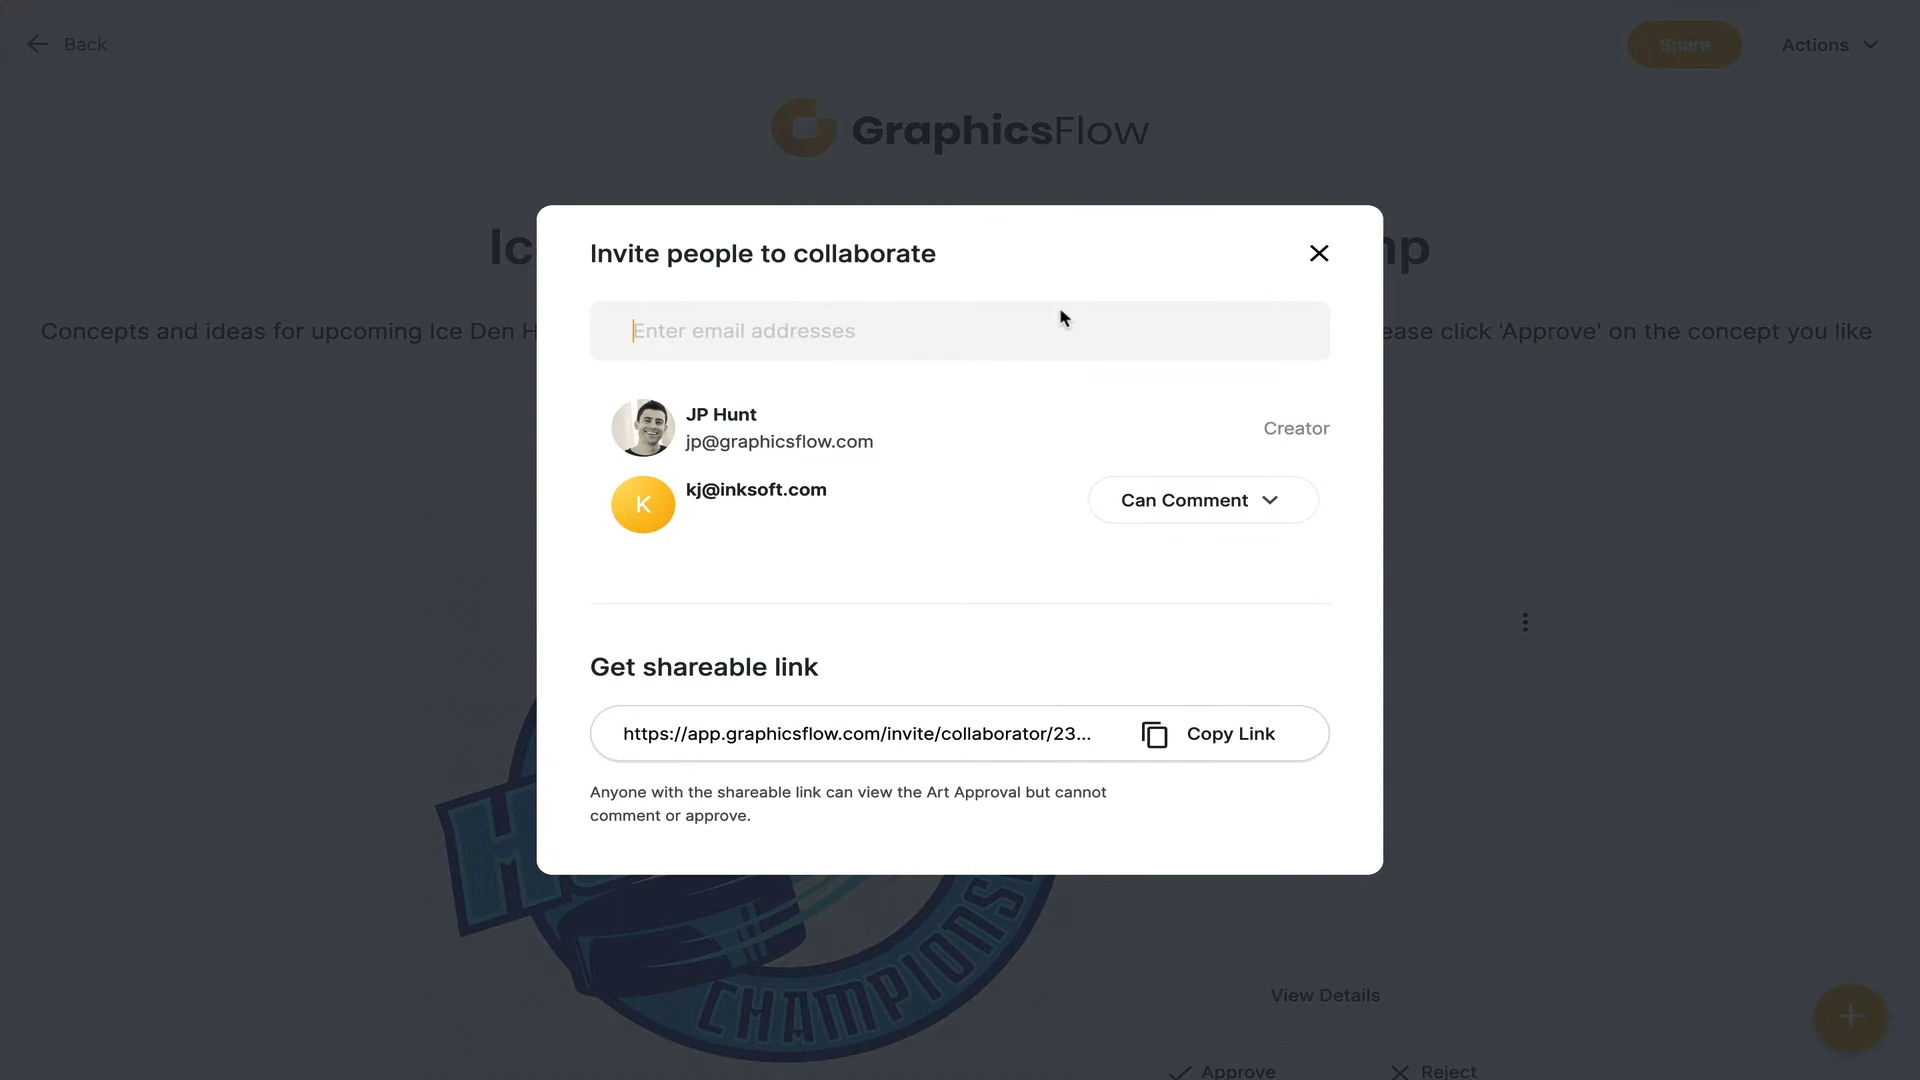 Back
Share
Actions
GraphicsFlow
Invite people to collaborate
Concepts and ideas for upcoming Ice Den
Enter email addresses
'Approve' on the concept you like
JP Hunt
jp@graphicsflow.com
Creator
K
kj@inksoft.com
Can Comment
Get shareable link
https://app.graphicsflow.com/invite/collaborator/23...
Copy Link
Anyone with the shareable link can view the Art Approval but cannot
comment or approve.
CHAMPIONS
View Details
Approve
Reject